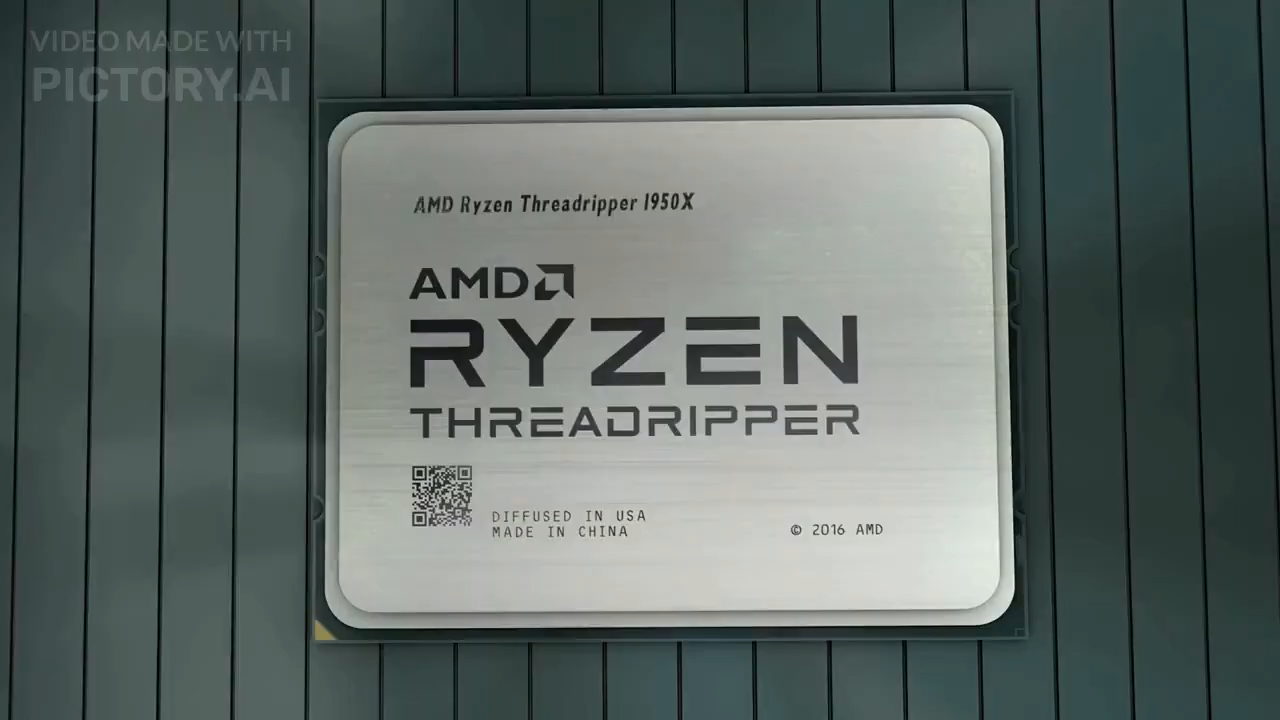 VIDEO MADE WITH
PICTORY.AI
AMD Ryzen Threadripper 1950X
AMD
RYZEN
THREADRIPPER
DIFFUSED IN USA
MADE IN CHINA
© 2016 AMD